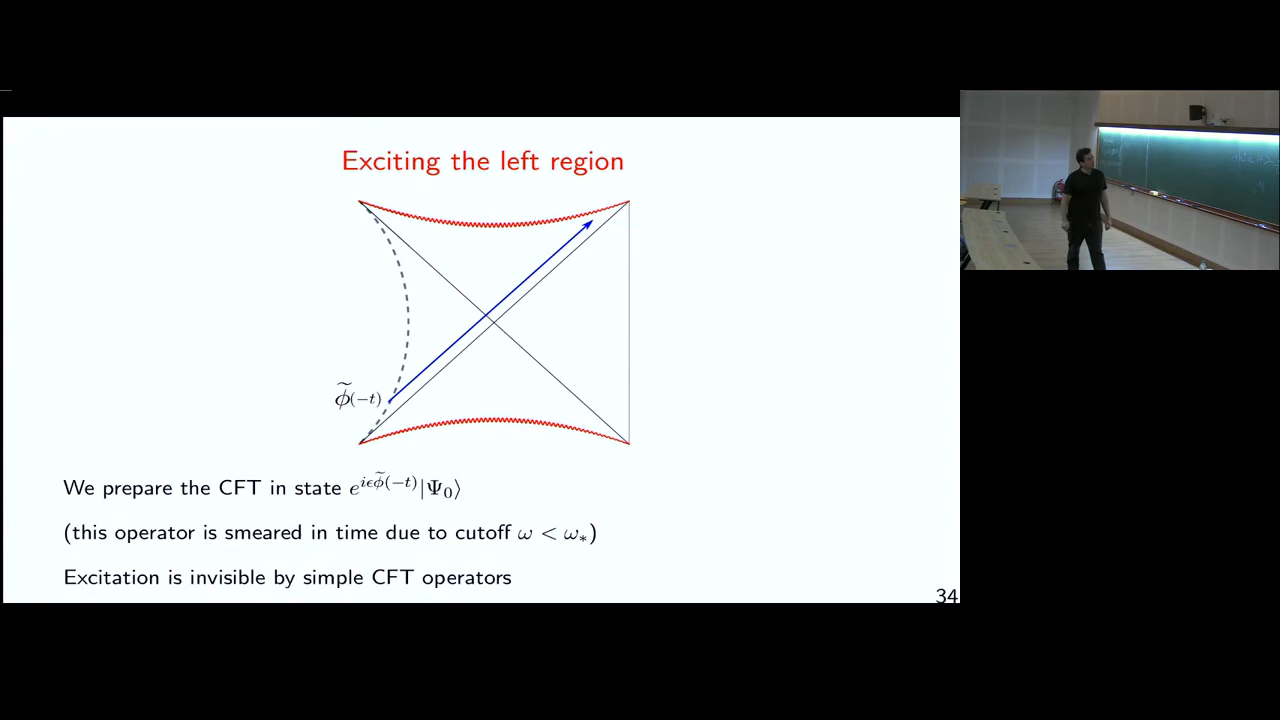 Exciting the left region
$\widetilde{\phi}(-t)$
We prepare the CFT in state $e^{i\epsilon\widetilde{\phi}(-t)}|\Psi_0\rangle$
(this operator is smeared in time due to cutoff $\omega < \omega_*$)
Excitation is invisible by simple CFT operators
34